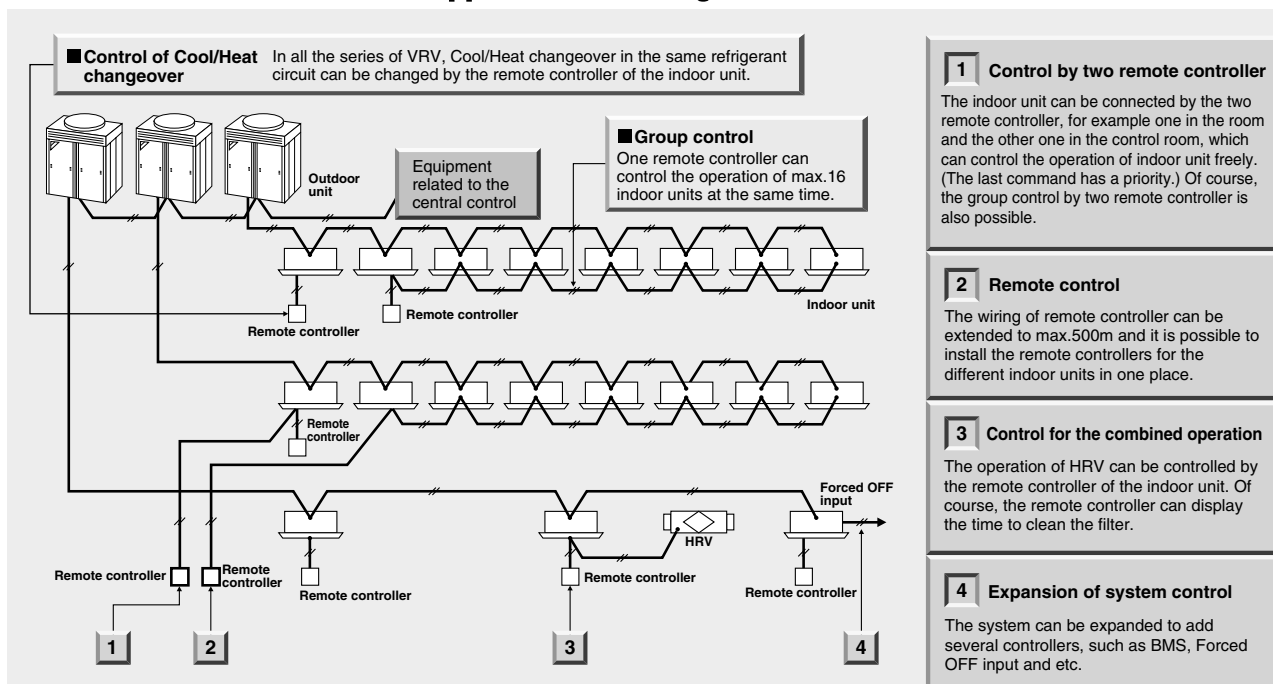 ■Control of Cool/Heat
changeover
In all the series of VRV, Cool/Heat changeover in the same refrigerant
circuit can be changed by the remote controller of the indoor unit.
Outdoor
unit
Equipment
related to the
central control
■Group control
One remote controller can
control the operation of max.16
indoor units at the same time.
Indoor unit
Remote controller
Remote controller
Remote
controller
Forced OFF
input
HRV
Remote controller
Remote
controller
Remote controller
Remote controller
Remote controller
1
2
3
4
1 Control by two remote controller
The indoor unit can be connected by the two
remote controller, for example one in the room
and the other one in the control room, which
can control the operation of indoor unit freely.
(The last command has a priority.) Of course,
the group control by two remote controller is
also possible.
2 Remote control
The wiring of remote controller can be
extended to max.500m and it is possible to
install the remote controllers for the
different indoor units in one place.
3 Control for the combined operation
The operation of HRV can be controlled by
the remote controller of the indoor unit. Of
course, the remote controller can display
the time to clean the filter.
4 Expansion of system control
The system can be expanded to add
several controllers, such as BMS, Forced
OFF input and etc.